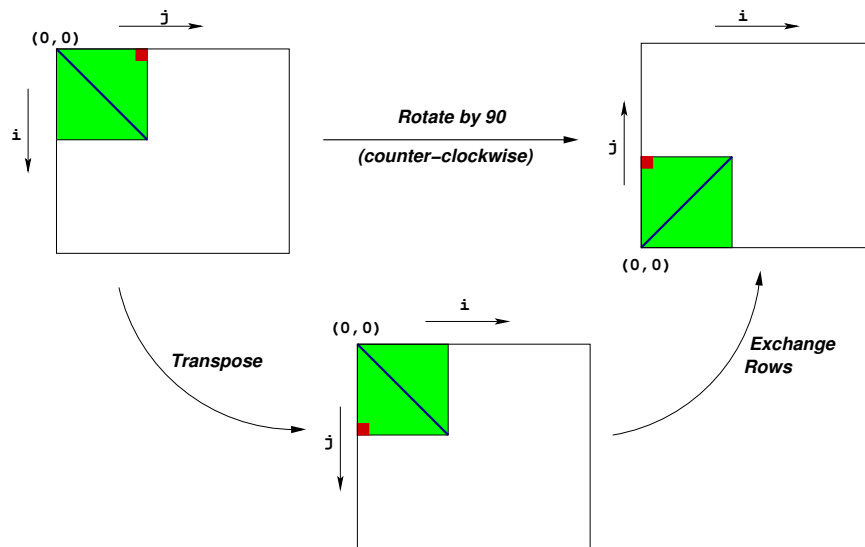 j
(0,0)
i
Rotate by 90
(counter−clockwise)
i
j
(0,0)
Transpose
(0,0)
i
j
Exchange
Rows